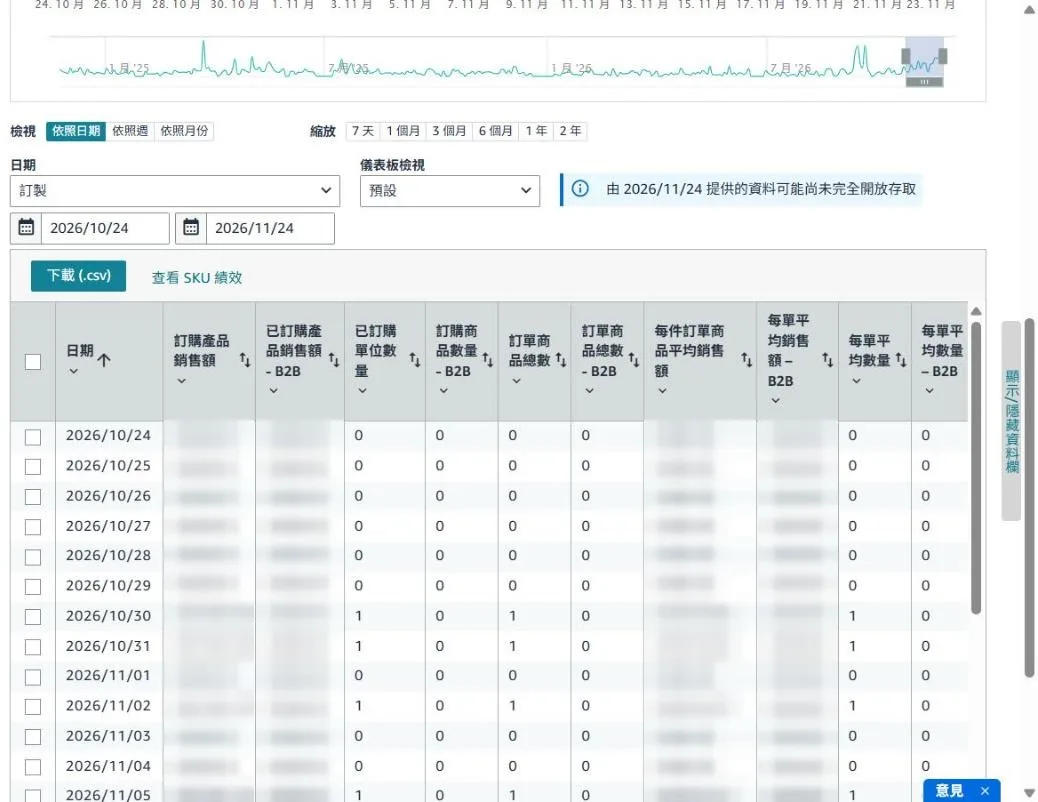 24. 10 月 26. 10 月 28. 10 月 30. 10 月 1. 11 月 3. 11 月 5. 11 月 7. 11 月 9. 11 月 11. 11 月 13. 11 月 15. 11 月 17. 11 月 19. 11 月 21. 11 月 23. 11 月
1 月 '25 7 月 '25 1 月 '26 7 月 '26
檢視 依照日期 依照週 依照月份 縮放 7 天 1 個月 3 個月 6 個月 1 年 2 年
日期 儀表板檢視
訂製 預設 由 2026/11/24 提供的資料可能尚未完全開放存取
2026/10/24 2026/11/24
下載 (.csv) 查看 SKU 績效
日期
訂購產品
銷售額
已訂購產
品銷售額
- B2B
已訂購
單位數
量
訂購商
品數量
- B2B
訂單商
品總數
訂單商
品總數
- B2B
每件訂單商
品平均銷售
額
每單平
均銷售
額 –
B2B
每單平
均數量
每單平
均數量
– B2B
顯示/隱藏資料欄
2026/10/24 0 0 0 0 0 0
2026/10/25 0 0 0 0 0 0
2026/10/26 0 0 0 0 0 0
2026/10/27 0 0 0 0 0 0
2026/10/28 0 0 0 0 0 0
2026/10/29 0 0 0 0 0 0
2026/10/30 1 0 1 0 1 0
2026/10/31 1 0 1 0 1 0
2026/11/01 0 0 0 0 0 0
2026/11/02 1 0 1 0 1 0
2026/11/03 0 0 0 0 0 0
2026/11/04 0 0 0 0 0 0
2026/11/05 1 0 1 0 1 0
意見 ×